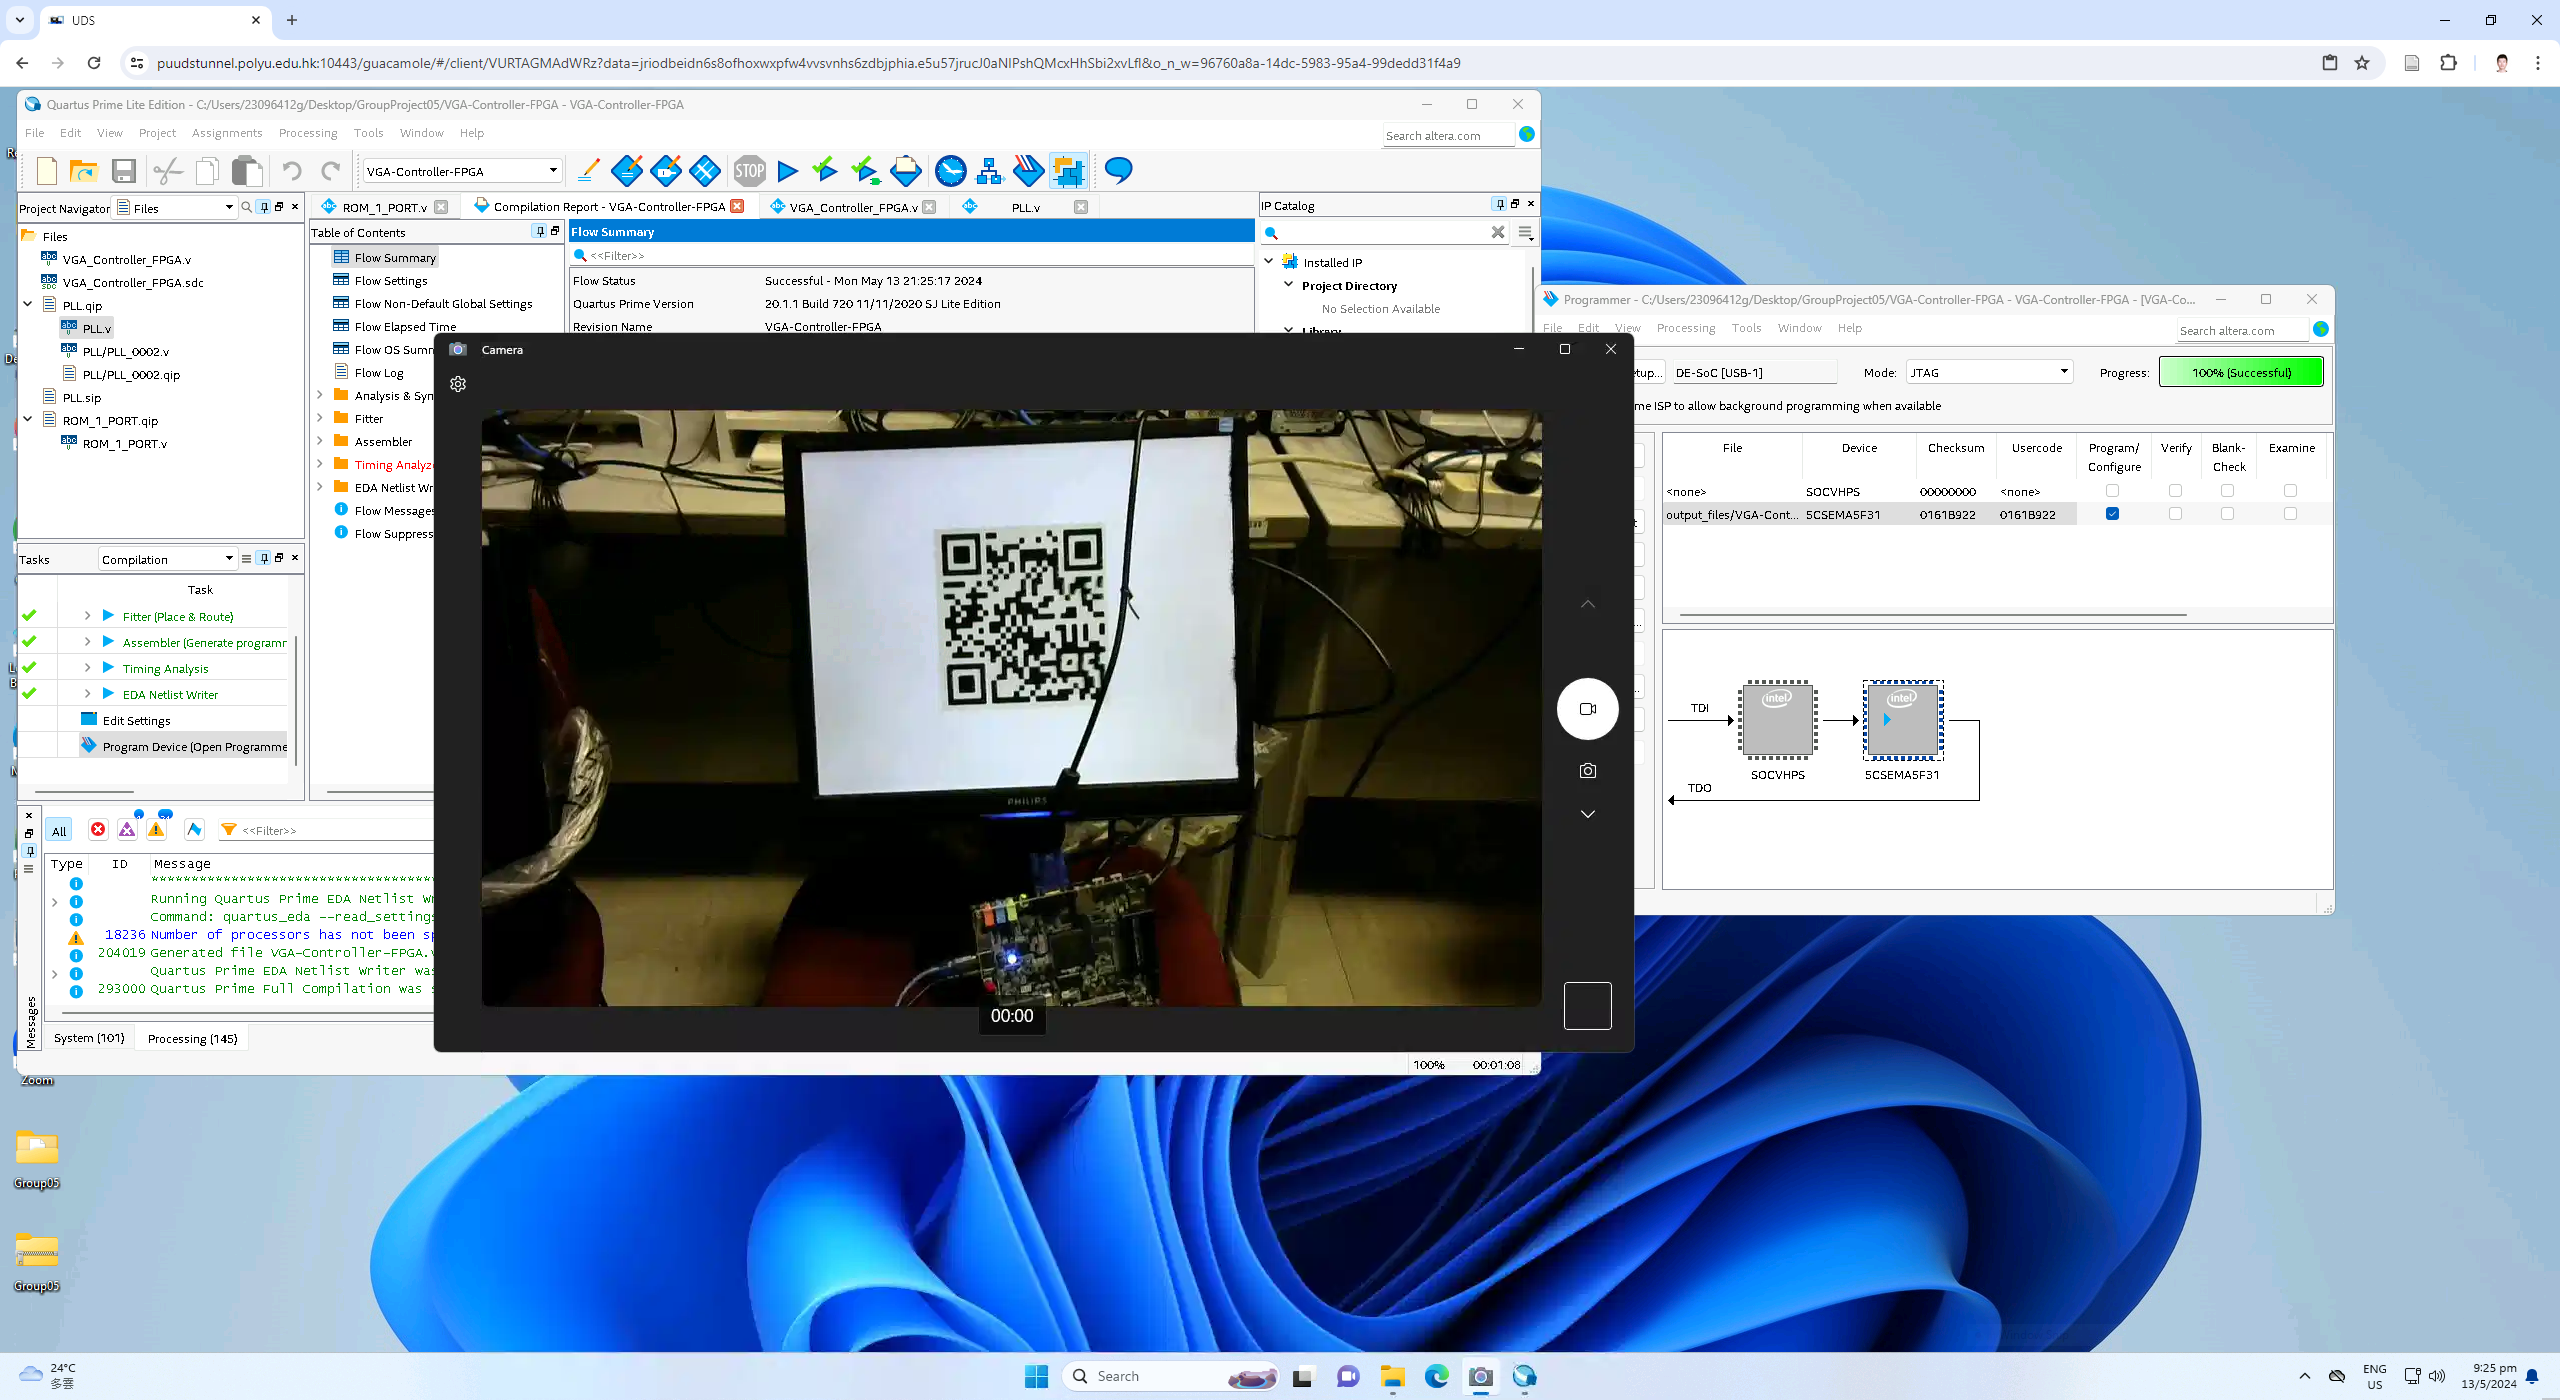 UDS
puudstunnel.polyu.edu.hk:10443/guacamole/#/client/VURTAGMAdWRz?data=jriodbeidn6s8ofhoxwxpfw4vvsvnhs6zdbjphia.e5u57jrucJ0aNIPshQMcxHhSbi2xvLfl&o_n_w=96760a8a-14dc-5983-95a4-99dedd31f4a9
Quartus Prime Lite Edition - C:/Users/23096412g/Desktop/GroupProject05/VGA-Controller-FPGA - VGA-Controller-FPGA
File Edit View Project Assignments Processing Tools Window Help
Search altera.com
VGA-Controller-FPGA
STOP
Project Navigator Files
Files
VGA_Controller_FPGA.v
VGA_Controller_FPGA.sdc
PLL.qip
PLL.v
PLL/PLL_0002.v
PLL/PLL_0002.qip
PLL.sip
ROM_1_PORT.qip
ROM_1_PORT.v
ROM_1_PORT.v
Compilation Report - VGA-Controller-FPGA
VGA_Controller_FPGA.v
PLL.v
Table of Contents
Flow Summary
Flow Settings
Flow Non-Default Global Settings
Flow Elapsed Time
Flow OS Summ
Flow Log
Analysis & Syn
Fitter
Assembler
Timing Analyz
EDA Netlist Wr
Flow Messages
Flow Suppress
Flow Summary
<<Filter>>
Flow Status Successful - Mon May 13 21:25:17 2024
Quartus Prime Version 20.1.1 Build 720 11/11/2020 SJ Lite Edition
Revision Name VGA-Controller-FPGA
IP Catalog
Installed IP
Project Directory
No Selection Available
Library
Tasks Compilation
Task
Fitter (Place & Route)
Assembler (Generate programm
Timing Analysis
EDA Netlist Writer
Edit Settings
Program Device (Open Programme
All
<<Filter>>
Type ID Message
************************************
Running Quartus Prime EDA Netlist W
Command: quartus_eda --read_settings
18236 Number of processors has not been sp
204019 Generated file VGA-Controller-FPGA.
Quartus Prime EDA Netlist Writer was
293000 Quartus Prime Full Compilation was s
Messages
System (101)
Processing (145)
100% 00:01:08
Camera
PHILIPS
00:00
Programmer - C:/Users/23096412g/Desktop/GroupProject05/VGA-Controller-FPGA - VGA-Controller-FPGA - [VGA-Co...
File Edit View Processing Tools Window Help
Search altera.com
etup... DE-SoC [USB-1]
Mode: JTAG
Progress: 100% (Successful)
me ISP to allow background programming when available
File Device Checksum Usercode Program/ Configure Verify Blank- Check Examine
<none> SOCVHPS 00000000 <none>
output_files/VGA-Cont... 5CSEMA5F31 0161B922 0161B922
TDI
intel
intel
SOCVHPS
5CSEMA5F31
TDO
Zoom
Group05
Group05
24°C
多雲
Search
ENG
US
9:25 pm
13/5/2024